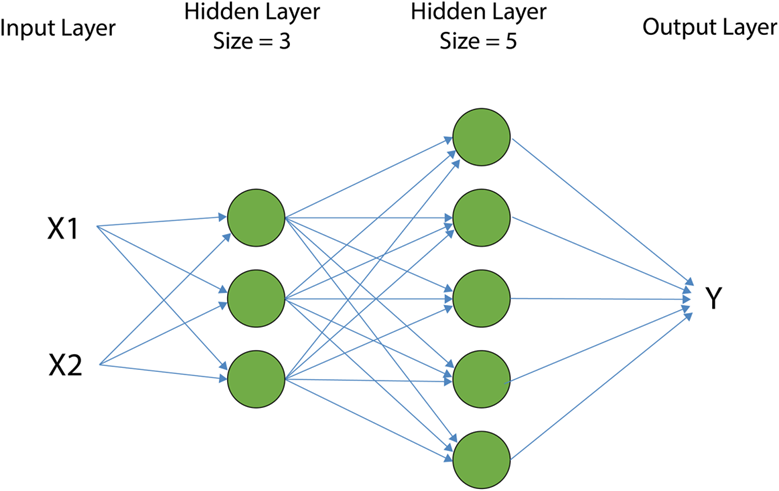 Input Layer
Hidden Layer
Size = 3
Hidden Layer
Size = 5
Output Layer
X1
X2
Y